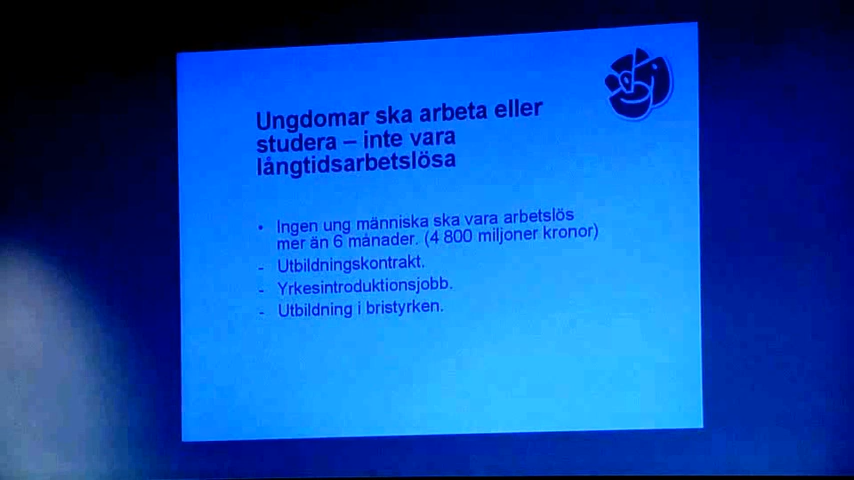 Ungdomar ska arbeta eller
studera – inte vara
långtidsarbetslösa
• Ingen ung människa ska vara arbetslös
mer än 6 månader. (4 800 miljoner kronor)
- Utbildningskontrakt.
- Yrkesintroduktionsjobb.
- Utbildning i bristyrken.